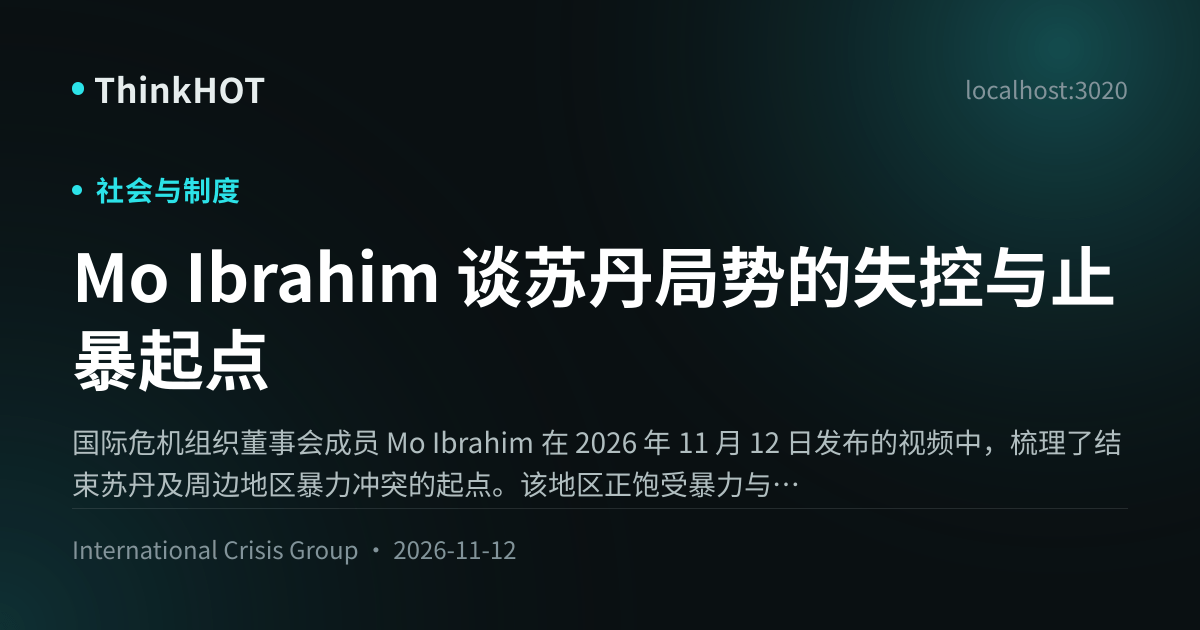 ThinkHOT
localhost:3020
社会与制度
Mo Ibrahim 谈苏丹局势的失控与止
暴起点
国际危机组织董事会成员 Mo Ibrahim 在 2026 年 11 月 12 日发布的视频中，梳理了结
束苏丹及周边地区暴力冲突的起点。该地区正饱受暴力与…
International Crisis Group • 2026-11-12